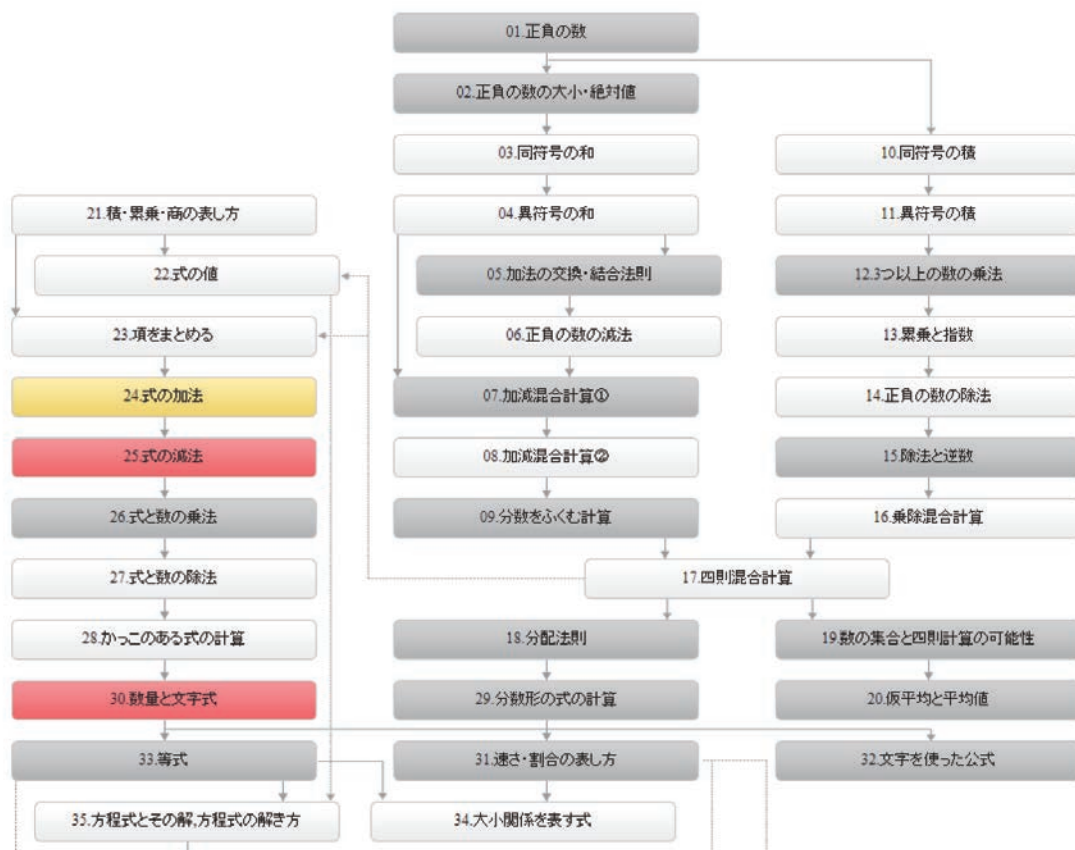 01.正負の数
02.正負の数の大小・絶対値
03.同符号の和
10.同符号の積
21.積・累乗・商の表し方
04.異符号の和
11.異符号の積
22.式の値
05.加法の交換・結合法則
12.3つ以上の数の乗法
23.項をまとめる
06.正負の数の減法
13.累乗と指数
24.式の加法
07.加減混合計算①
14.正負の数の除法
25.式の減法
08.加減混合計算②
15.除法と逆数
26.式と数の乗法
09.分数をふくむ計算
16.乗除混合計算
27.式と数の除法
17.四則混合計算
28.かっこのある式の計算
18.分配法則
19.数の集合と四則計算の可能性
30.数量と文字式
29.分数形の式の計算
20.仮平均と平均値
33.等式
31.速さ・割合の表し方
32.文字を使った公式
35.方程式とその解,方程式の解き方
34.大小関係を表す式